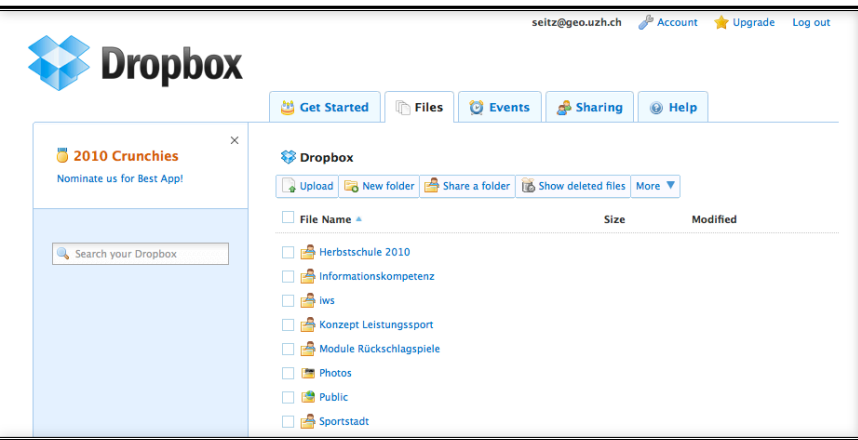 seitz@geo.uzh.ch Account Upgrade Log out
Dropbox
Get Started Files Events Sharing Help
2010 Crunchies
Nominate us for Best App!
Search your Dropbox
Dropbox
Upload New folder Share a folder Show deleted files More
File Name Size Modified
Herbstschule 2010
Informationskompetenz
iws
Konzept Leistungssport
Module Rückschlagspiele
Photos
Public
Sportstadt